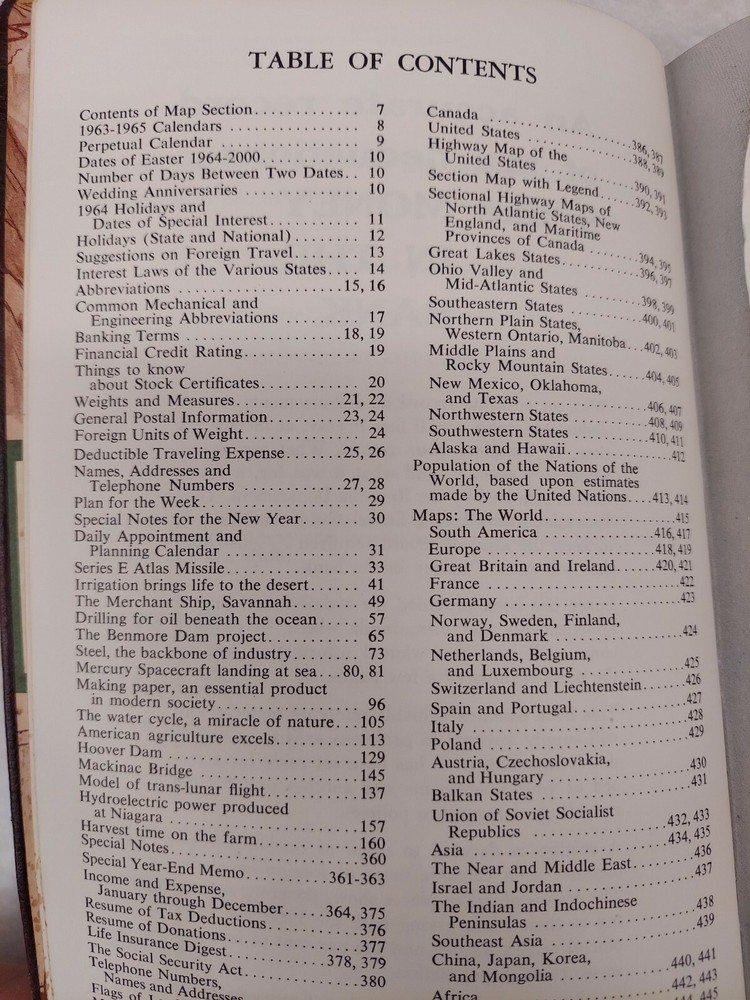 TABLE OF CONTENTS
Contents of Map Section............. 7
1963-1965 Calendars ................ 8
Perpetual Calendar ................. 9
Dates of Easter 1964-2000............ 10
Number of Days Between Two Dates.. 10
Wedding Anniversaries .............. 10
1964 Holidays and
Dates of Special Interest........... 11
Holidays (State and National) ........ 12
Suggestions on Foreign Travel........ 13
Interest Laws of the Various States.... 14
Abbreviations ....................15, 16
Common Mechanical and
Engineering Abbreviations ......... 17
Banking Terms ....................18, 19
Financial Credit Rating.............. 19
Things to know
about Stock Certificates............ 20
Weights and Measures..............21, 22
General Postal Information..........23, 24
Foreign Units of Weight.............. 24
Deductible Traveling Expense.......25, 26
Names, Addresses and
Telephone Numbers .............27, 28
Plan for the Week................... 29
Special Notes for the New Year....... 30
Daily Appointment and
Planning Calendar ................ 31
Series E Atlas Missile................ 33
Irrigation brings life to the desert...... 41
The Merchant Ship, Savannah........ 49
Drilling for oil beneath the ocean..... 57
The Benmore Dam project........... 65
Steel, the backbone of industry....... 73
Mercury Spacecraft landing at sea...80, 81
Making paper, an essential product
in modern society................. 96
The water cycle, a miracle of nature...105
American agriculture excels..........113
Hoover Dam ......................129
Mackinac Bridge ..................145
Model of trans-lunar flight...........137
Hydroelectric power produced
at Niagara ......................157
Harvest time on the farm............160
Special Notes......................360
Special Year-End Memo..........361-363
Income and Expense,
January through December.....364, 375
Resume of Tax Deductions...........376
Resume of Donations...............377
Life Insurance Digest............378, 379
The Social Security Act..............380
Telephone Numbers,
Names and Addresses
Flags of
Canada ......................386, 387
United States .................388, 389
Highway Map of the
United States ................390, 391
Section Map with Legend.......392, 393
Sectional Highway Maps of
North Atlantic States, New
England, and Maritime
Provinces of Canada .........394, 395
Great Lakes States............396, 397
Ohio Valley and
Mid-Atlantic States ..........398, 399
Southeastern States ............400, 401
Northern Plain States,
Western Ontario, Manitoba...402, 403
Middle Plains and
Rocky Mountain States.......404, 405
New Mexico, Oklahoma,
and Texas ...................406, 407
Northwestern States ............408, 409
Southwestern States ............410, 411
Alaska and Hawaii..................412
Population of the Nations of the
World, based upon estimates
made by the United Nations....413, 414
Maps: The World....................415
South America .................416, 417
Europe .......................418, 419
Great Britain and Ireland......420, 421
France .........................422
Germany .......................423
Norway, Sweden, Finland,
and Denmark ..................424
Netherlands, Belgium,
and Luxembourg ...............425
Switzerland and Liechtenstein.......426
Spain and Portugal................427
Italy ............................428
Poland .........................429
Austria, Czechoslovakia,
and Hungary ...................430
Balkan States ....................431
Union of Soviet Socialist
Republics ..................432, 433
Asia ........................434, 435
The Near and Middle East.........436
Israel and Jordan .................437
The Indian and Indochinese
Peninsulas .....................438
Southeast Asia ...................439
China, Japan, Korea,
and Mongolia ...............440, 441
Africa ......................442, 443